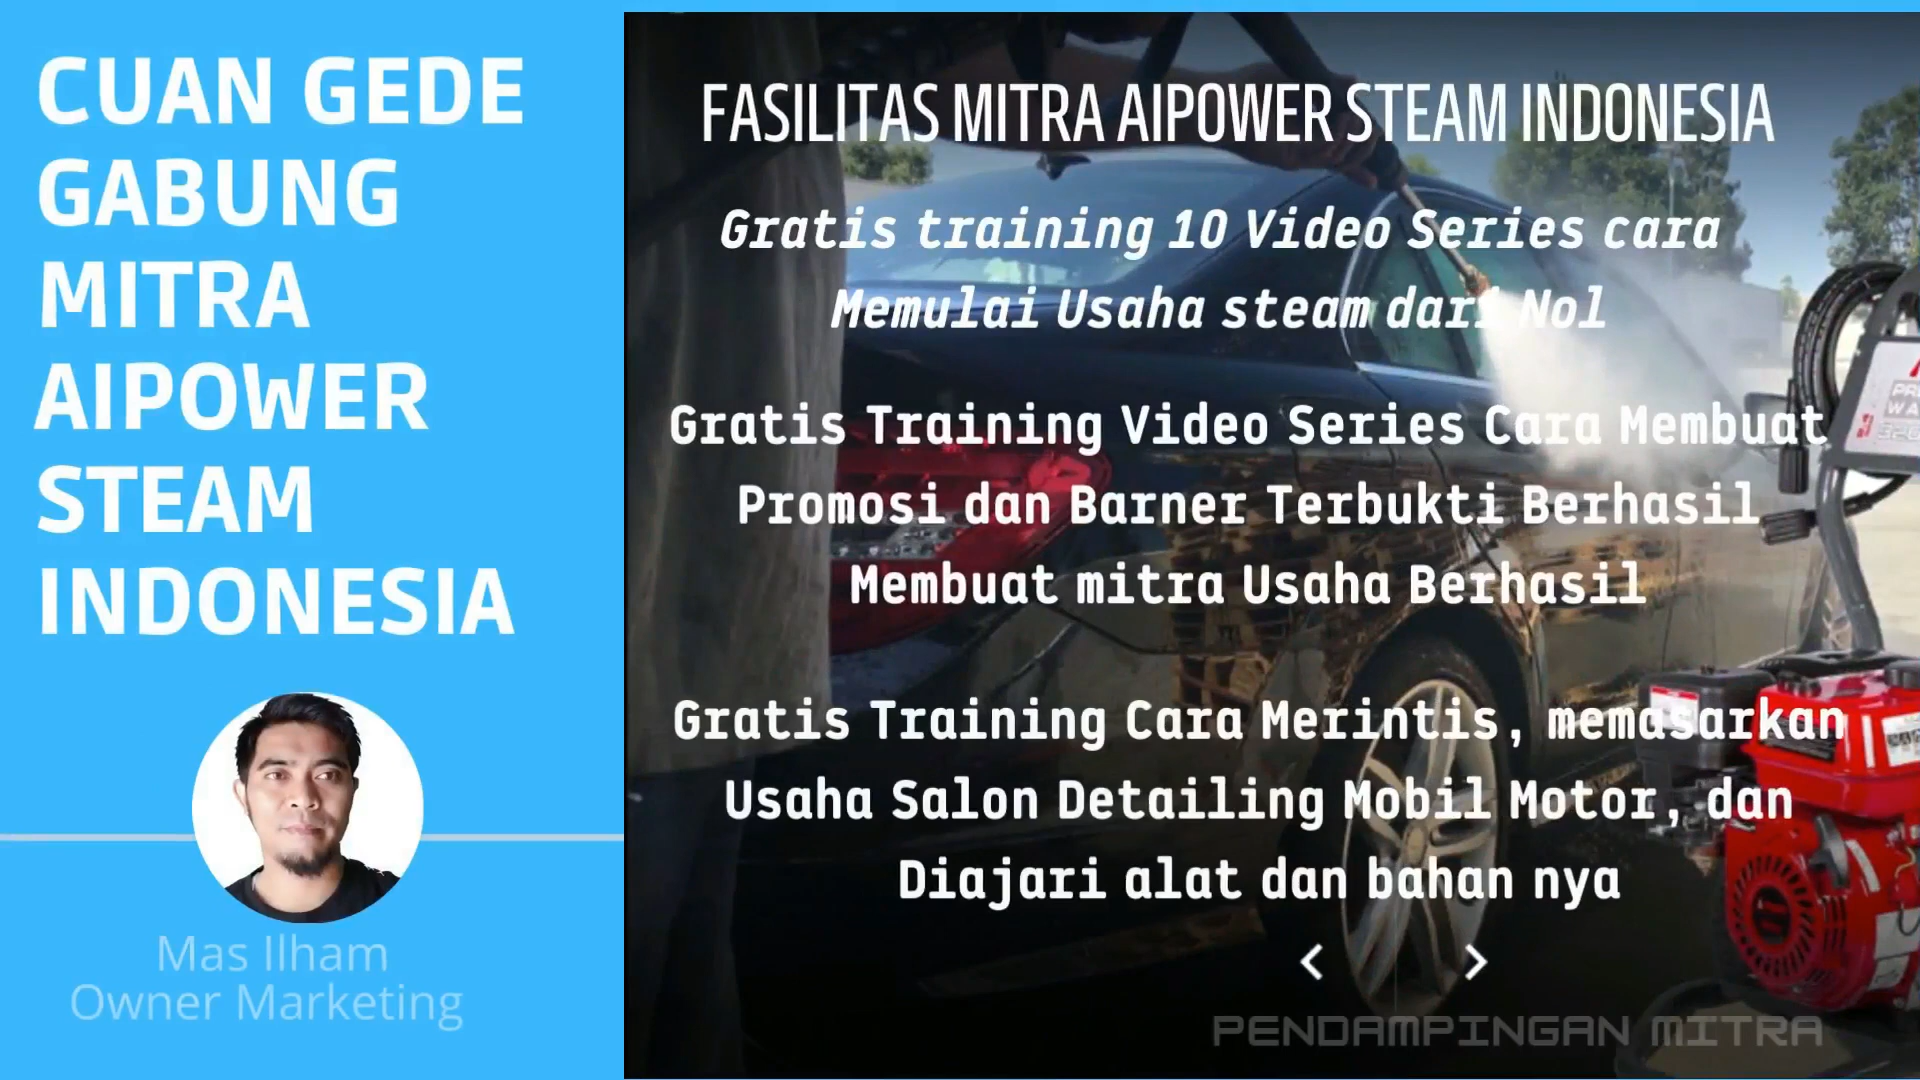 CUAN GEDE
GABUNG
MITRA
AIPOWER
STEAM
INDONESIA
Mas Ilham
Owner Marketing
FASILITAS MITRA AIPOWER STEAM INDONESIA
Gratis training 10 Video Series cara
Memulai Usaha steam dari Nol
Gratis Training Video Series Cara Membuat
Promosi dan Barner Terbukti Berhasil
Membuat mitra Usaha Berhasil
Gratis Training Cara Merintis, memasarkan
Usaha Salon Detailing Mobil Motor, dan
Diajari alat dan bahan nya
PENDAMPINGAN MITRA